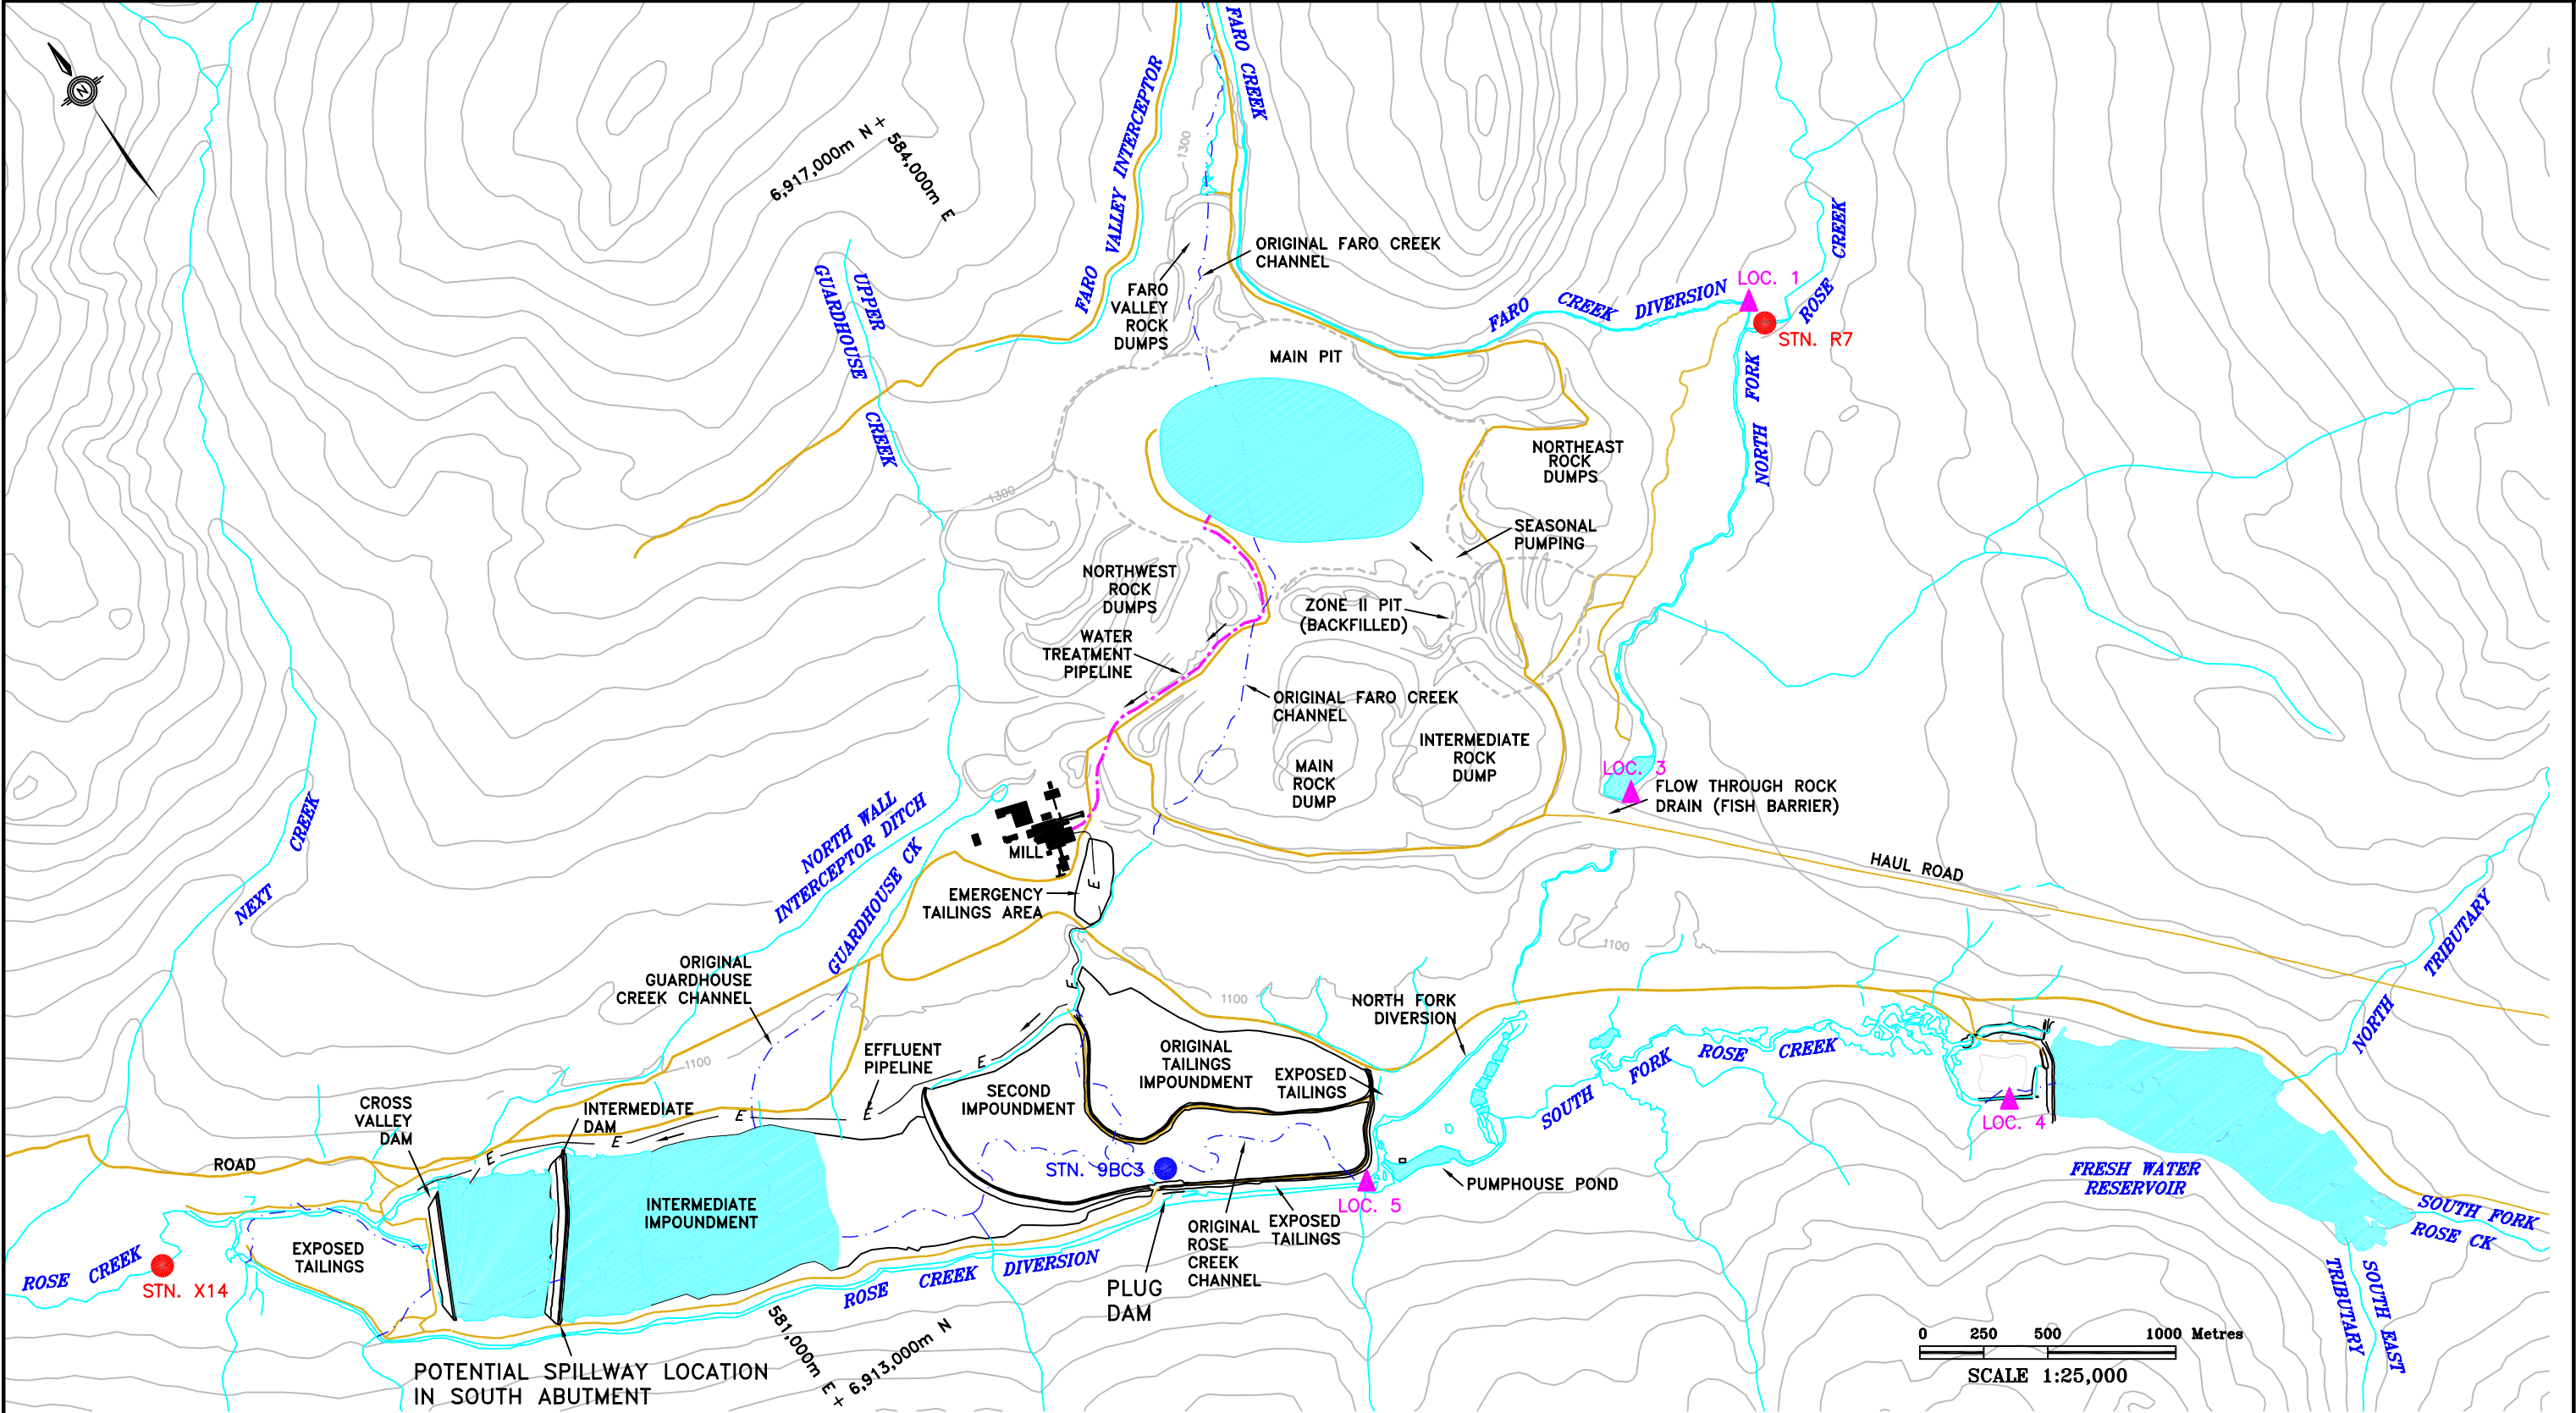 N
FARO CREEK
FARO VALLEY INTERCEPTOR
1300
6,917,000m N
584,000m E
UPPER
GUARDHOUSE CREEK
ORIGINAL FARO CREEK
CHANNEL
FARO
VALLEY
ROCK
DUMPS
FARO CREEK DIVERSION
LOC. 1
ROSE CREEK
STN. R7
NORTH FORK
MAIN PIT
NORTHEAST
ROCK
DUMPS
1300
SEASONAL
PUMPING
NORTHWEST
ROCK
DUMPS
ZONE II PIT
(BACKFILLED)
WATER
TREATMENT
PIPELINE
ORIGINAL FARO CREEK
CHANNEL
INTERMEDIATE
ROCK
DUMP
MAIN
ROCK
DUMP
LOC. 3
FLOW THROUGH ROCK
DRAIN (FISH BARRIER)
NEXT CREEK
NORTH WALL
INTERCEPTOR DITCH
GUARDHOUSE CK
MILL
E
EMERGENCY
TAILINGS AREA
HAUL ROAD
1100
NORTH TRIBUTARY
ORIGINAL
GUARDHOUSE
CREEK CHANNEL
E
1100
NORTH FORK
DIVERSION
1100
EFFLUENT
PIPELINE
E
ORIGINAL
TAILINGS
IMPOUNDMENT
EXPOSED
TAILINGS
SOUTH FORK ROSE CREEK
SECOND
IMPOUNDMENT
CROSS
VALLEY
DAM
INTERMEDIATE
DAM
E
E
E
E
LOC. 4
ROAD
STN. 9BC3
FRESH WATER
RESERVOIR
PUMPHOUSE POND
LOC. 5
INTERMEDIATE
IMPOUNDMENT
SOUTH FORK
ROSE CK
EXPOSED
TAILINGS
ORIGINAL
ROSE
CREEK
CHANNEL
EXPOSED
TAILINGS
ROSE CREEK
STN. X14
ROSE CREEK DIVERSION
PLUG
DAM
SOUTH EAST
TRIBUTARY
581,000m E
6,913,000m N
POTENTIAL SPILLWAY LOCATION
IN SOUTH ABUTMENT
0 250 500 1000 Metres
SCALE 1:25,000